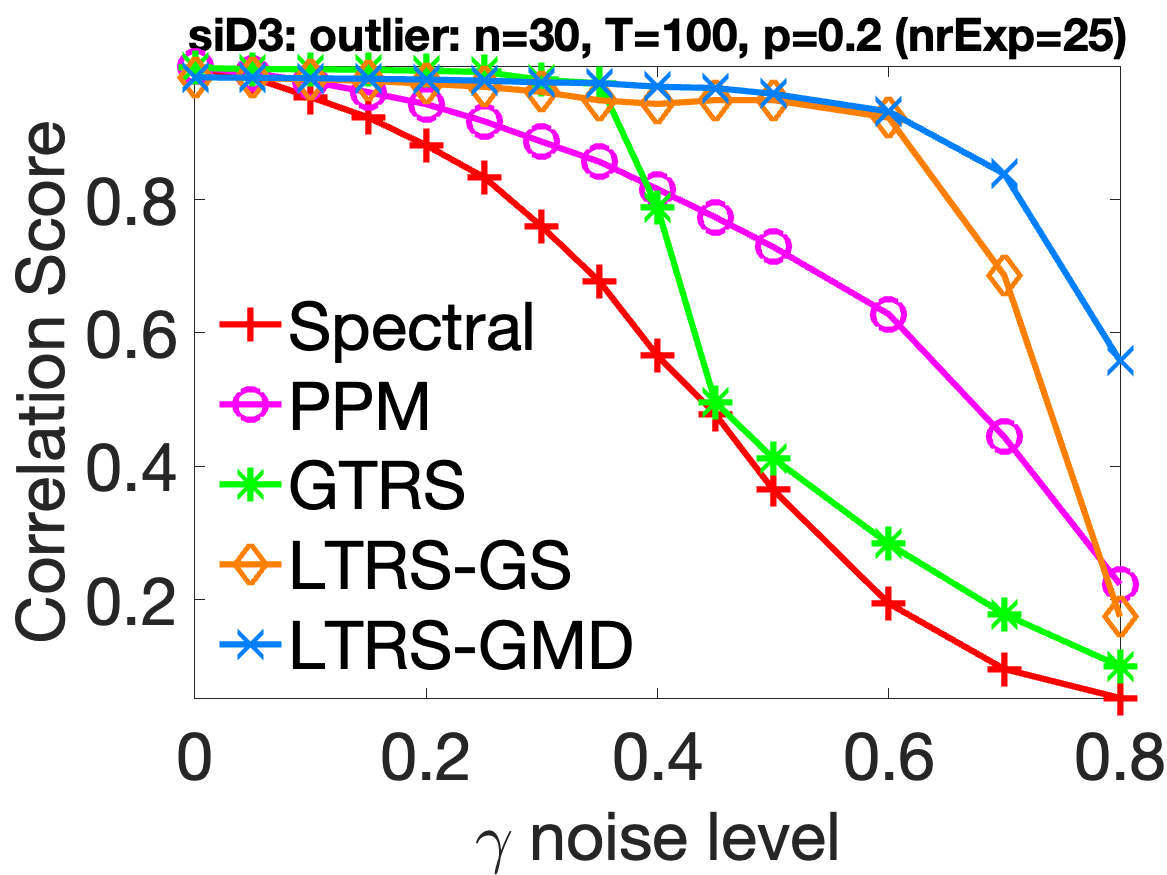 siD3: outlier: n=30, T=100, p=0.2 (nrExp=25)
Correlation Score
0.8
0.6
0.4
0.2
Spectral
PPM
GTRS
LTRS-GS
LTRS-GMD
0 0.2 0.4 0.6 0.8
γ noise level